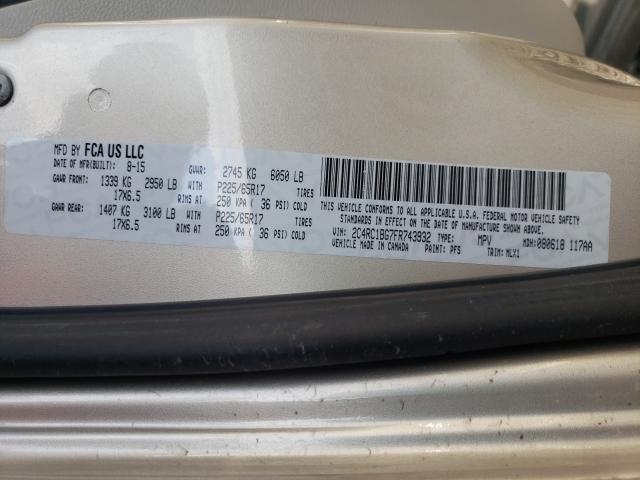 MFD BY FCA US LLC
DATE OF MFR(BUILT): 8-15 GVWR: 2745 KG 6050 LB
GAWR FRONT: 1339 KG 2950 LB WITH P225/65R17 TIRES
17X6.5 RIMS AT 250 KPA ( 36 PSI) COLD
GAWR REAR: 1407 KG 3100 LB WITH P225/65R17 TIRES
17X6.5 RIMS AT 250 KPA ( 36 PSI) COLD
THIS VEHICLE CONFORMS TO ALL APPLICABLE U.S.A. FEDERAL MOTOR VEHICLE SAFETY
STANDARDS IN EFFECT ON THE DATE OF MANUFACTURE SHOWN ABOVE.
VIN: 2C4RC1BG7FR743932 TYPE: MPV MDH:080618 117AA
VEHICLE MADE IN CANADA PAINT: PFS TRIM: MLX1